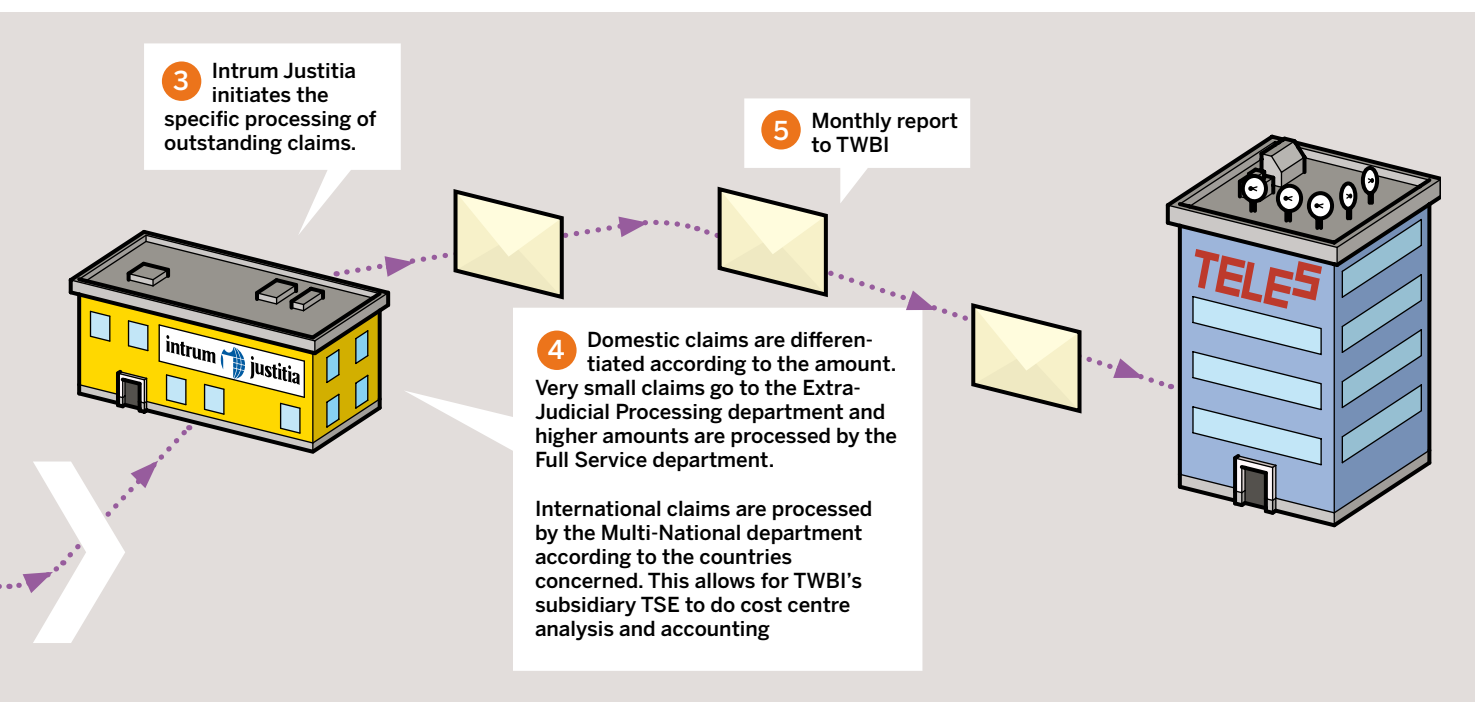 3 Intrum Justitia
initiates the
specific processing of
outstanding claims.
5 Monthly report
to TWBI
TELES
intrum justitia
4 Domestic claims are differen-
tiated according to the amount.
Very small claims go to the Extra-
Judicial Processing department and
higher amounts are processed by the
Full Service department.
International claims are processed
by the Multi-National department
according to the countries
concerned. This allows for TWBI’s
subsidiary TSE to do cost centre
analysis and accounting